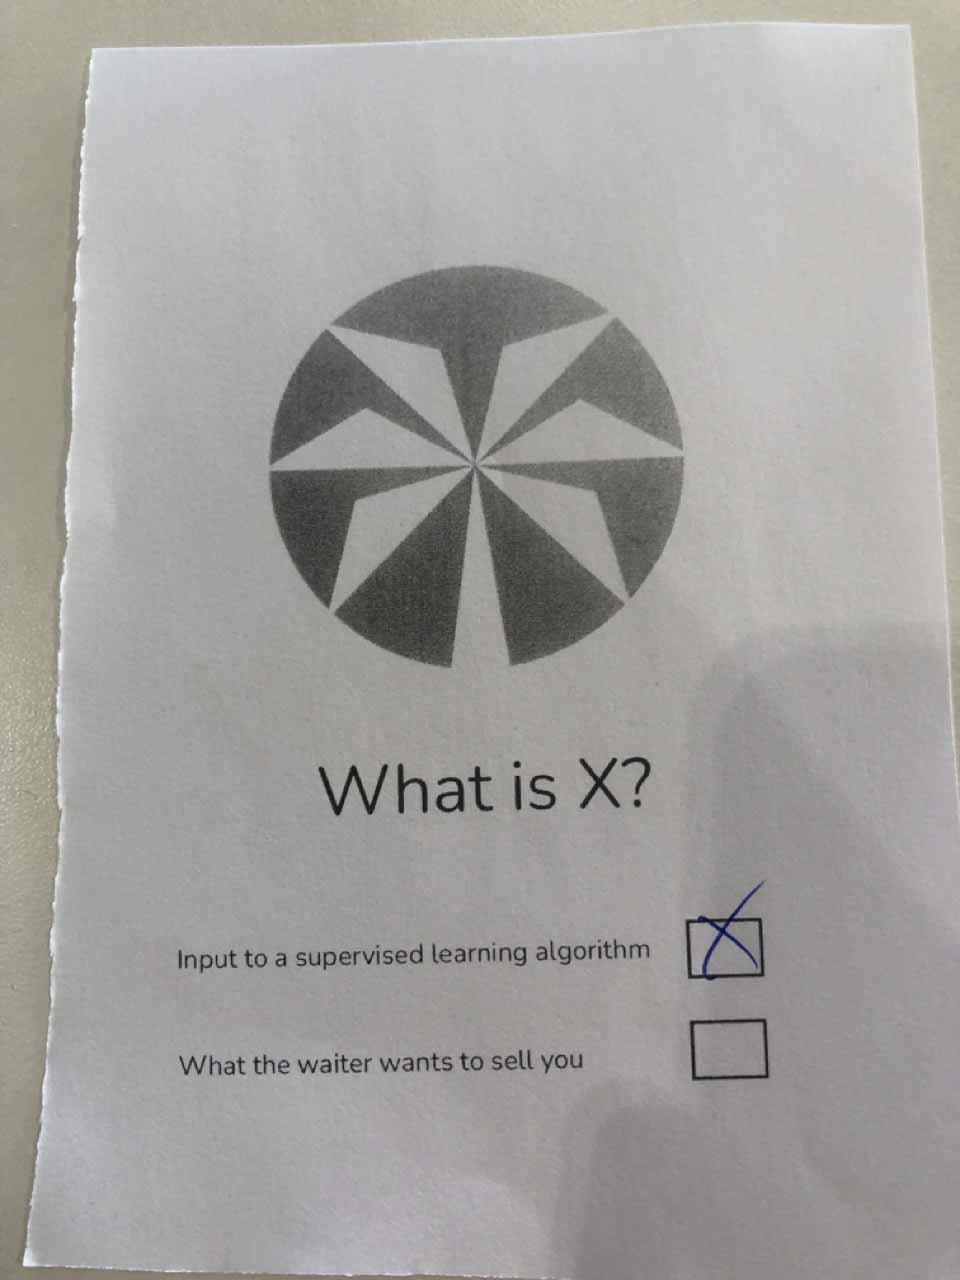 What is X?
Input to a supervised learning algorithm
What the waiter wants to sell you